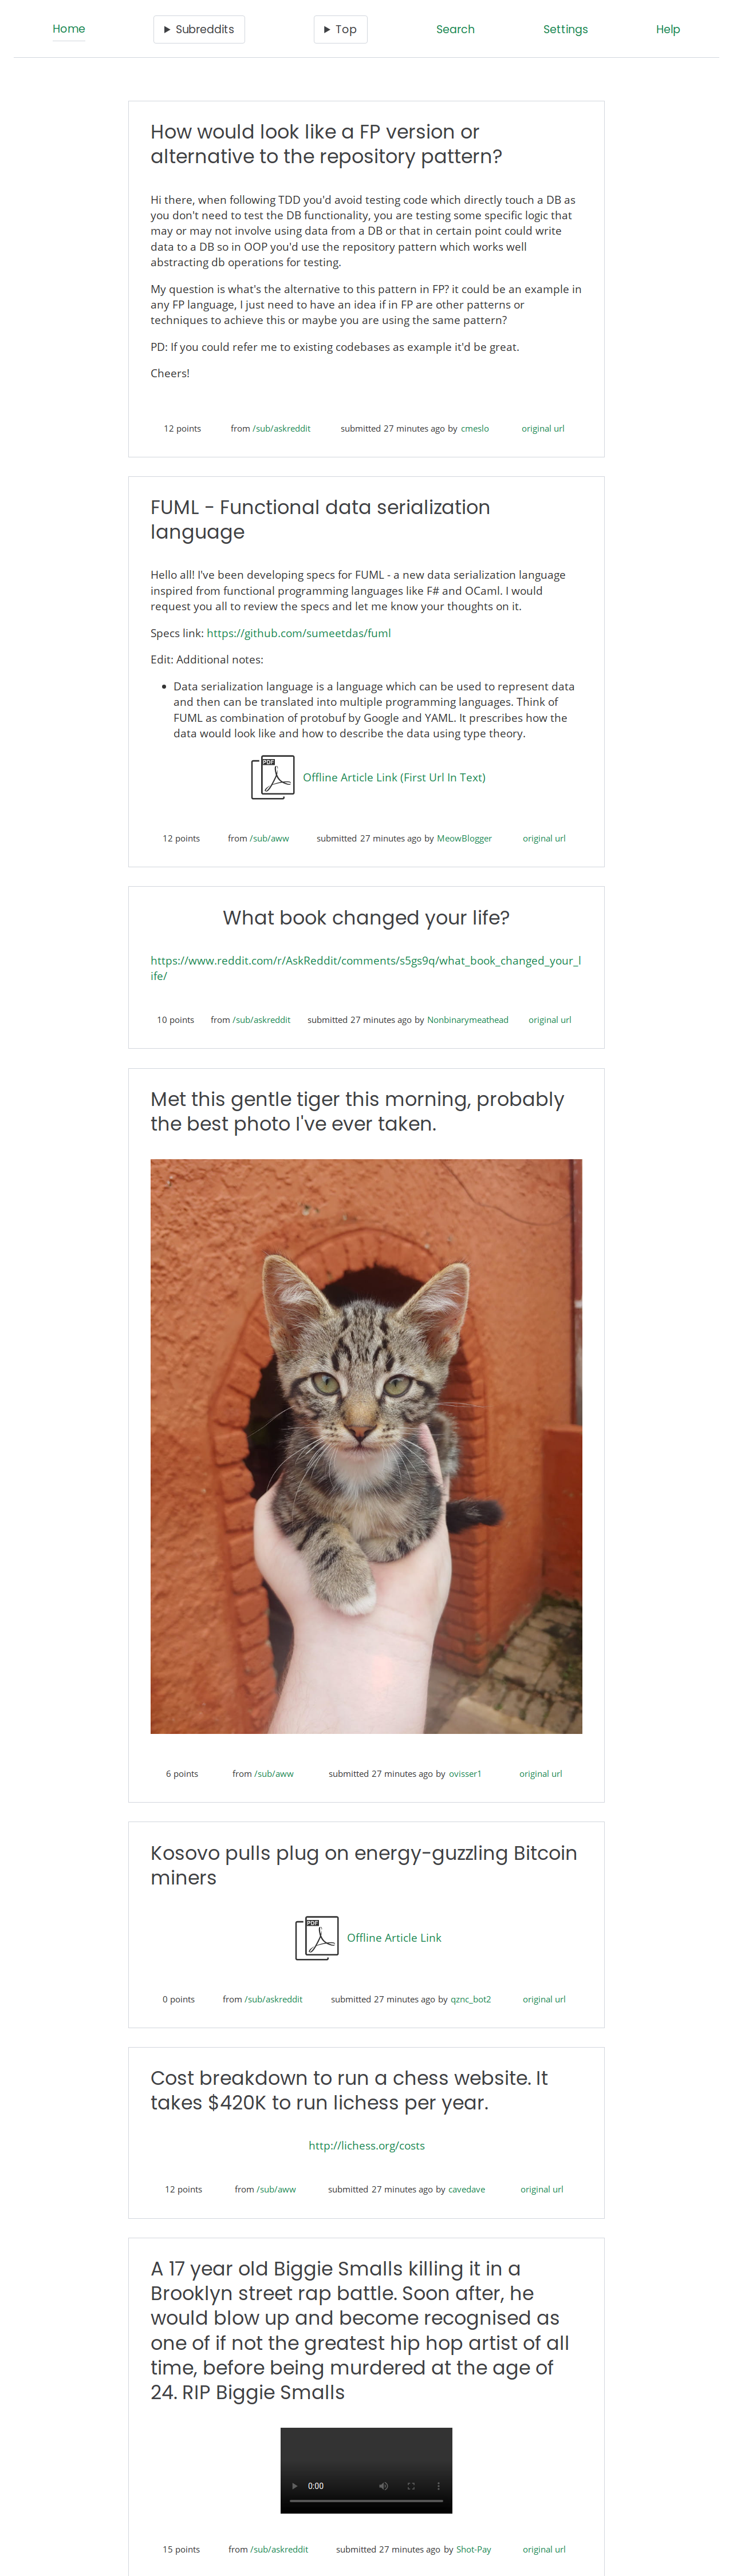 Home
Subreddits
Top
Search
Settings
Help
How would look like a FP version or
alternative to the repository pattern?
Hi there, when following TDD you'd avoid testing code which directly touch a DB as
you don't need to test the DB functionality, you are testing some specific logic that
may or may not involve using data from a DB or that in certain point could write
data to a DB so in OOP you'd use the repository pattern which works well
abstracting db operations for testing.
My question is what's the alternative to this pattern in FP? it could be an example in
any FP language, I just need to have an idea if in FP are other patterns or
techniques to achieve this or maybe you are using the same pattern?
PD: If you could refer me to existing codebases as example it'd be great.
Cheers!
12 points from /sub/askreddit submitted 27 minutes ago by cmeslo original url
FUML - Functional data serialization
language
Hello all! I've been developing specs for FUML - a new data serialization language
inspired from functional programming languages like F# and OCaml. I would
request you all to review the specs and let me know your thoughts on it.
Specs link: https://github.com/sumeetdas/fuml
Edit: Additional notes:
• Data serialization language is a language which can be used to represent data
and then can be translated into multiple programming languages. Think of
FUML as combination of protobuf by Google and YAML. It prescribes how the
data would look like and how to describe the data using type theory.
PDF
Offline Article Link (First Url In Text)
12 points from /sub/aww submitted 27 minutes ago by MeowBlogger original url
What book changed your life?
https://www.reddit.com/r/AskReddit/comments/s5gs9q/what_book_changed_your_l
ife/
10 points from /sub/askreddit submitted 27 minutes ago by Nonbinarymeathead original url
Met this gentle tiger this morning, probably
the best photo I've ever taken.
6 points from /sub/aww submitted 27 minutes ago by ovisser1 original url
Kosovo pulls plug on energy-guzzling Bitcoin
miners
PDF
Offline Article Link
0 points from /sub/askreddit submitted 27 minutes ago by qznc_bot2 original url
Cost breakdown to run a chess website. It
takes $420K to run lichess per year.
http://lichess.org/costs
12 points from /sub/aww submitted 27 minutes ago by cavedave original url
A 17 year old Biggie Smalls killing it in a
Brooklyn street rap battle. Soon after, he
would blow up and become recognised as
one of if not the greatest hip hop artist of all
time, before being murdered at the age of
24. RIP Biggie Smalls
0:00
15 points from /sub/askreddit submitted 27 minutes ago by Shot-Pay original url